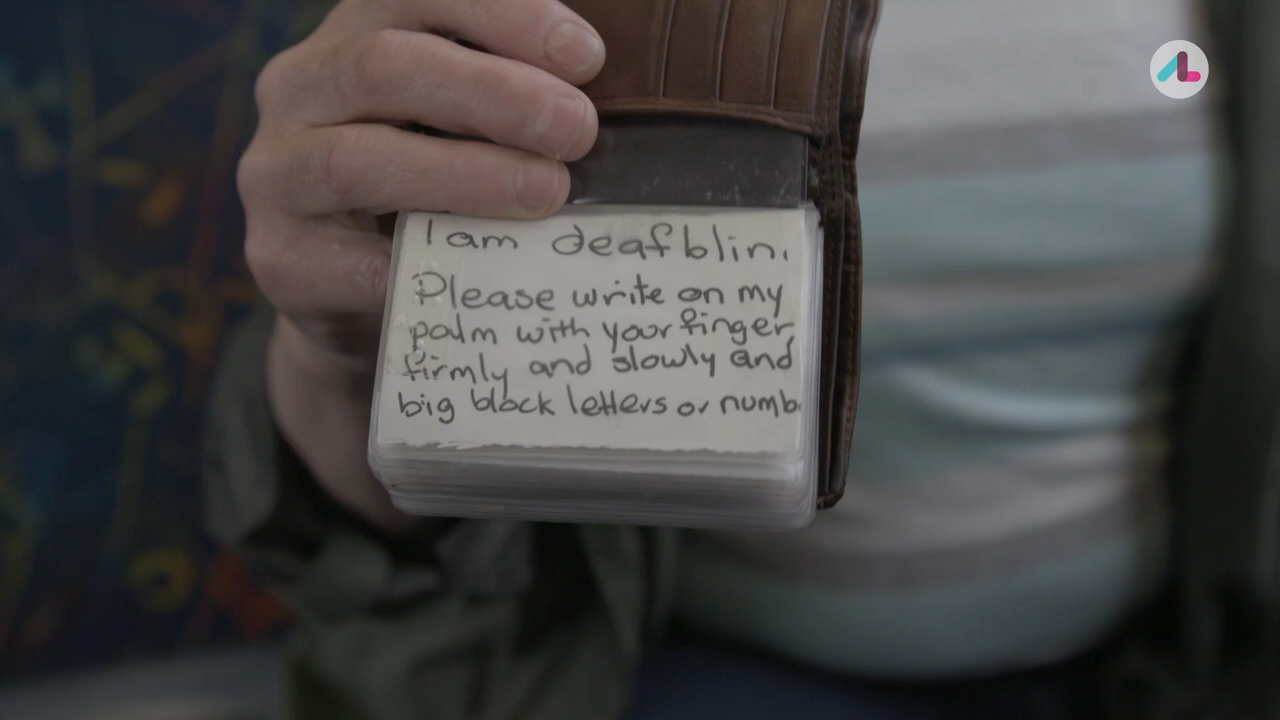 I am deafblin
Please write on my
palm with your finger,
firmly and slowly and
big block letters or numb